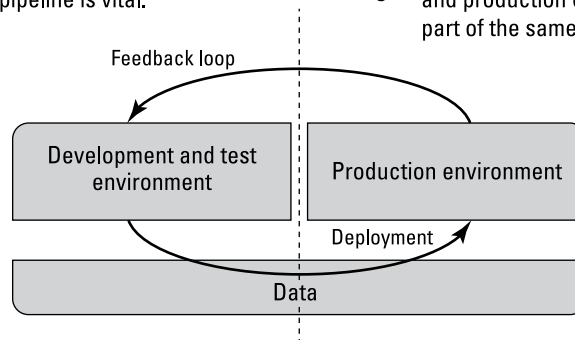 pipeline is vital.
and production
part of the same
Feedback loop
Development and test
environment
Production environment
Deployment
Data